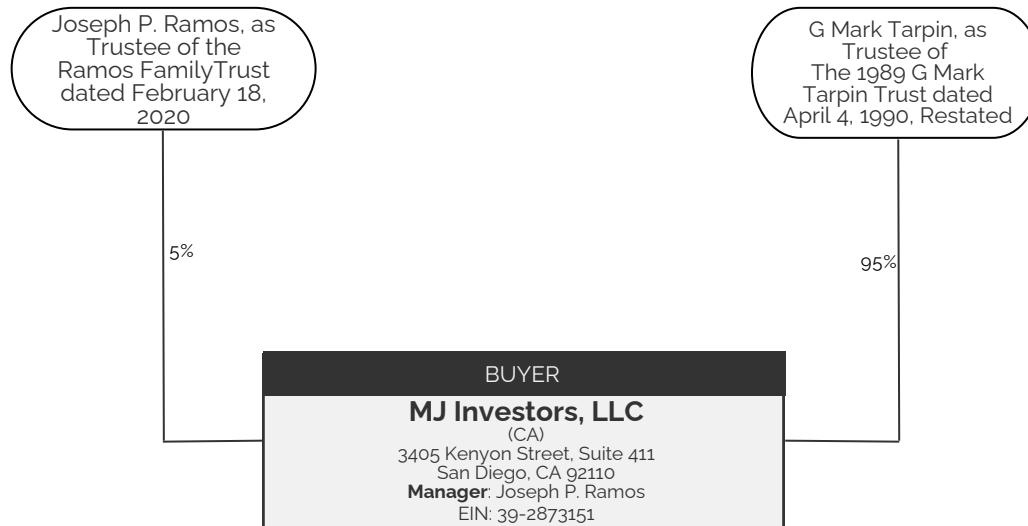 Joseph P. Ramos, as
Trustee of the
Ramos FamilyTrust
dated February 18,
2020
G Mark Tarpin, as
Trustee of
The 1989 G Mark
Tarpin Trust dated
April 4, 1990, Restated
5%
95%
BUYER
MJ Investors, LLC
(CA)
3405 Kenyon Street, Suite 411
San Diego, CA 92110
Manager: Joseph P. Ramos
EIN: 39-2873151